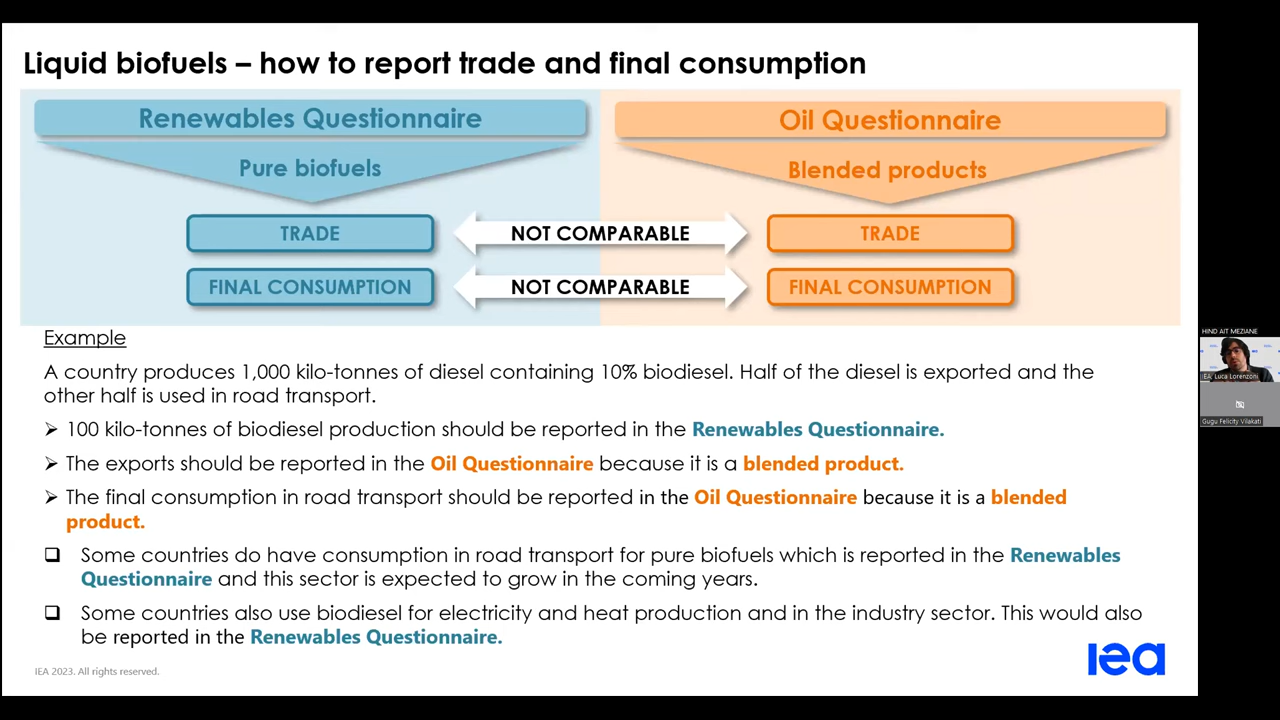 Liquid biofuels – how to report trade and final consumption
Renewables Questionnaire
Oil Questionnaire
Pure biofuels
Blended products
TRADE
NOT COMPARABLE
TRADE
FINAL CONSUMPTION
NOT COMPARABLE
FINAL CONSUMPTION
Example
A country produces 1,000 kilo-tonnes of diesel containing 10% biodiesel. Half of the diesel is exported and the
other half is used in road transport.
➢ 100 kilo-tonnes of biodiesel production should be reported in the Renewables Questionnaire.
➢ The exports should be reported in the Oil Questionnaire because it is a blended product.
➢ The final consumption in road transport should be reported in the Oil Questionnaire because it is a blended
product.
❑ Some countries do have consumption in road transport for pure biofuels which is reported in the Renewables
Questionnaire and this sector is expected to grow in the coming years.
❑ Some countries also use biodiesel for electricity and heat production and in the industry sector. This would also
be reported in the Renewables Questionnaire.
IEA 2023. All rights reserved.
iea
HIND AIT MEZIANE
IEA, Luca Lorenzoni
Gugu Felicity Vilakati